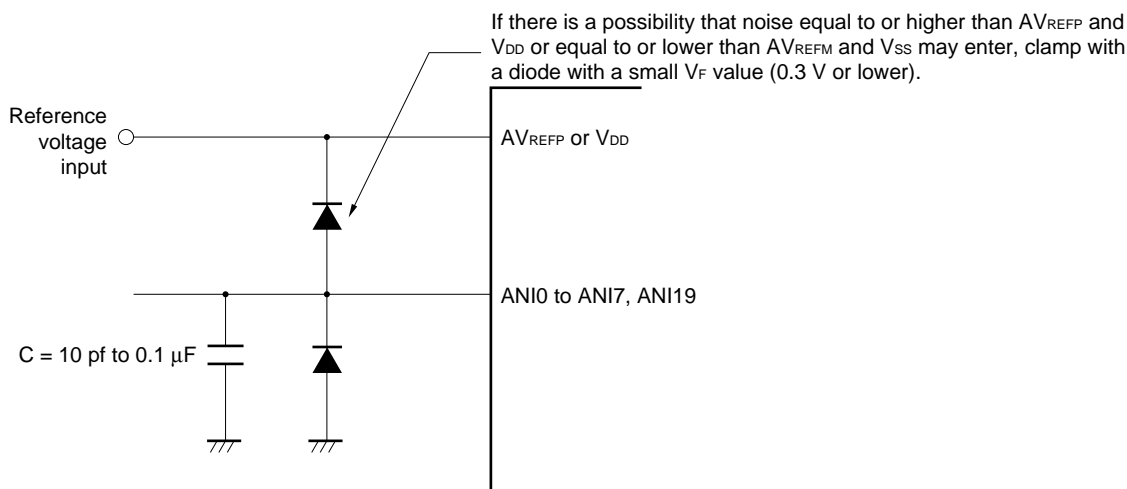 If there is a possibility that noise equal to or higher than AVREFP and
VDD or equal to or lower than AVREFM and VSS may enter, clamp with
a diode with a small VF value (0.3 V or lower).
Reference
voltage
input
AVREFP or VDD
ANI0 to ANI7, ANI19
C = 10 pf to 0.1 μF